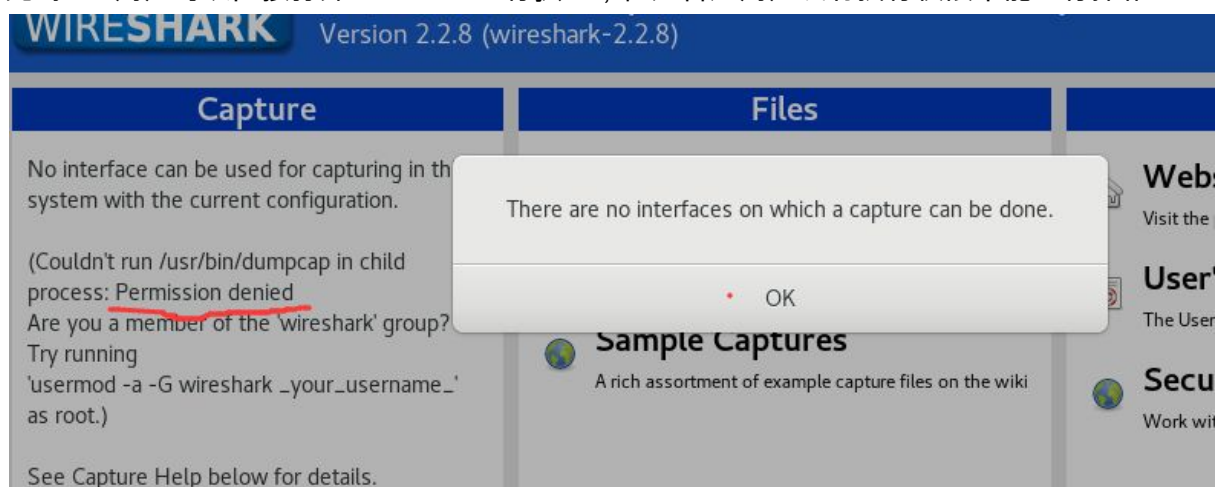 WIRESHARK
Version 2.2.8 (wireshark-2.2.8)
Capture
No interface can be used for capturing in th
system with the current configuration.
(Couldn't run /usr/bin/dumpcap in child
process: Permission denied
Are you a member of the 'wireshark' group?
Try running
'usermod -a -G wireshark _your_username_'
as root.)
See Capture Help below for details.
Files
There are no interfaces on which a capture can be done.
OK
Sample Captures
A rich assortment of example capture files on the wiki
Webs
Visit the
User'
The User
Secu
Work wit